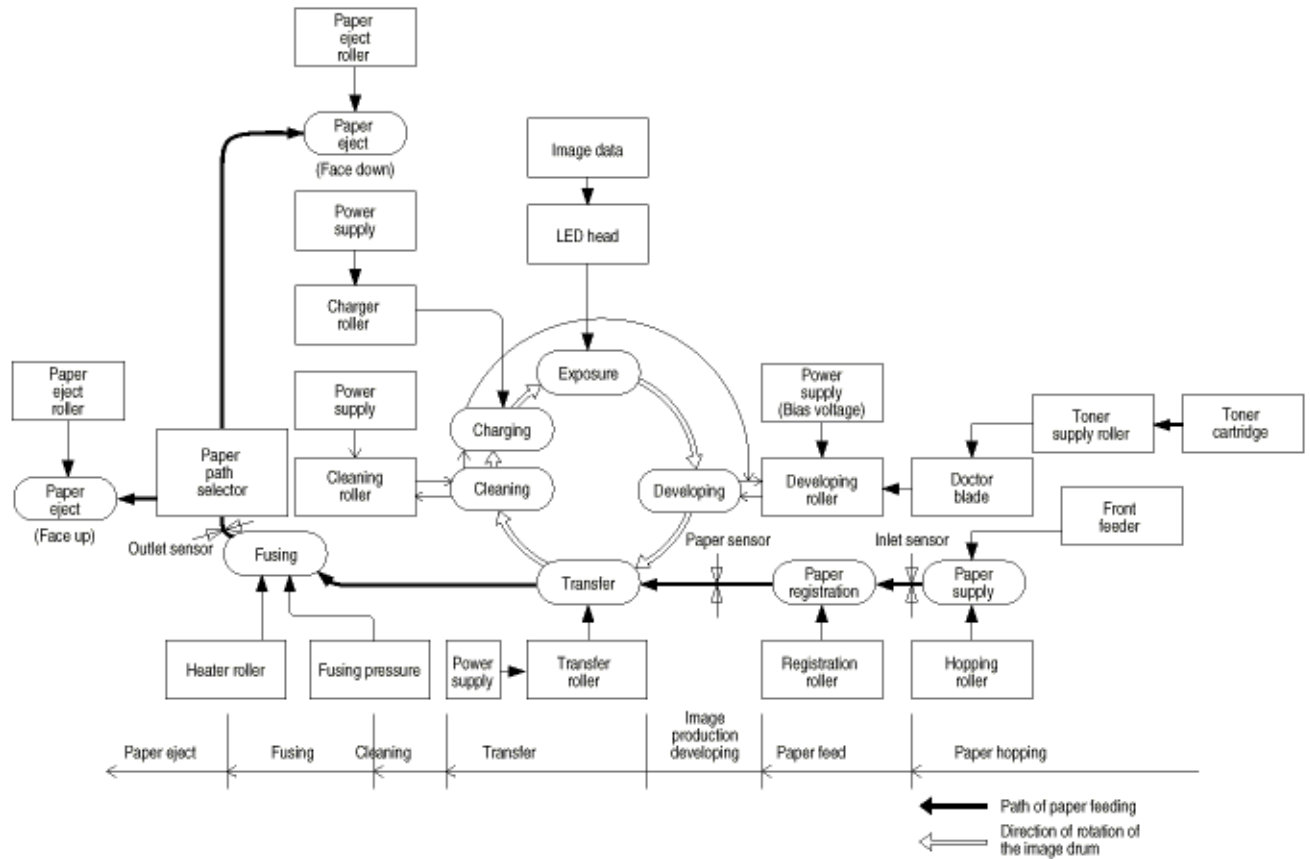 Paper
eject
roller
Paper
eject
(Face down)
Image data
Power
supply
LED head
Charger
roller
Exposure
Paper
eject
roller
Power
supply
Power
supply
(Bias voltage)
Toner
supply roller
Toner
cartridge
Charging
Paper
path
selector
Cleaning
roller
Cleaning
Developing
Developing
roller
Doctor
blade
Paper
eject
(Face up)
Front
feeder
Outlet sensor
Fusing
Paper sensor
Inlet sensor
Transfer
Paper
registration
Paper
supply
Heater roller
Fusing pressure
Power
supply
Transfer
roller
Registration
roller
Hopping
roller
Paper eject
Fusing
Cleaning
Transfer
Image
production
developing
Paper feed
Paper hopping
Path of paper feeding
Direction of rotation of
the image drum